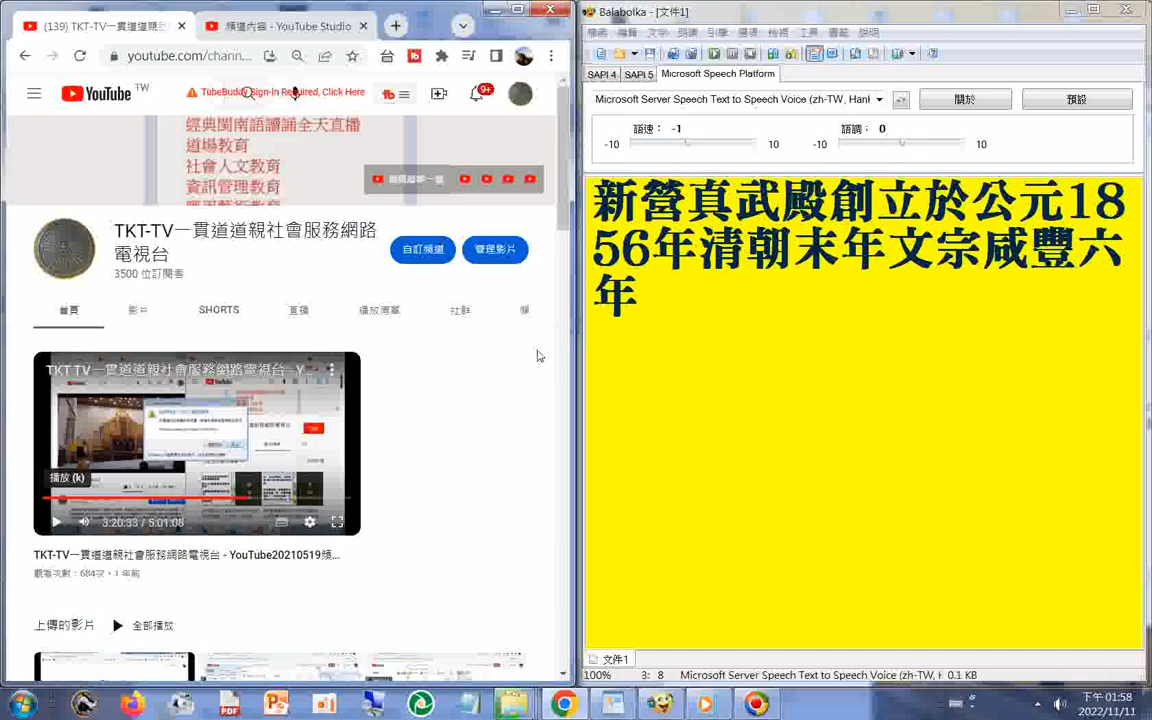 (139) TKT-TV一貫道道親社
頻道內容 - YouTube Studio
youtube.com/chann...
YouTube TW
TubeBuddy Sign-in Required, Click Here
9+
經典閩南語讀誦全天直播
道場教育
社會人文教育
資訊管理教育
TKT-TV一貫道道親社會服務網路
電視台
3500 位訂閱者
自訂頻道
管理影片
首頁
影片
SHORTS
直播
播放清單
社群
頻
TKT-TV一貫道道親社會服務網路電視台 - Y...
播放 (k)
3:20:33 / 5:01:08
TKT-TV一貫道道親社會服務網路電視台 - YouTube20210519頻...
觀看次數：684次 • 1 年前
上傳的影片
全部播放
Balabolka - [文件1]
檔案 編輯 文字 朗讀 引擎 選項 檢視 工具 書籤 說明
SAPI 4
SAPI 5
Microsoft Speech Platform
Microsoft Server Speech Text to Speech Voice (zh-TW, Hanl
關於
預設
語速： -1
語調： 0
-10
10
-10
10
新營真武殿創立於公元18
56年清朝末年文宗咸豐六
年
文件1
100%
3: 8
Microsoft Server Speech Text to Speech Voice (zh-TW, H
0.1 KB
下午 01:58
2022/11/11